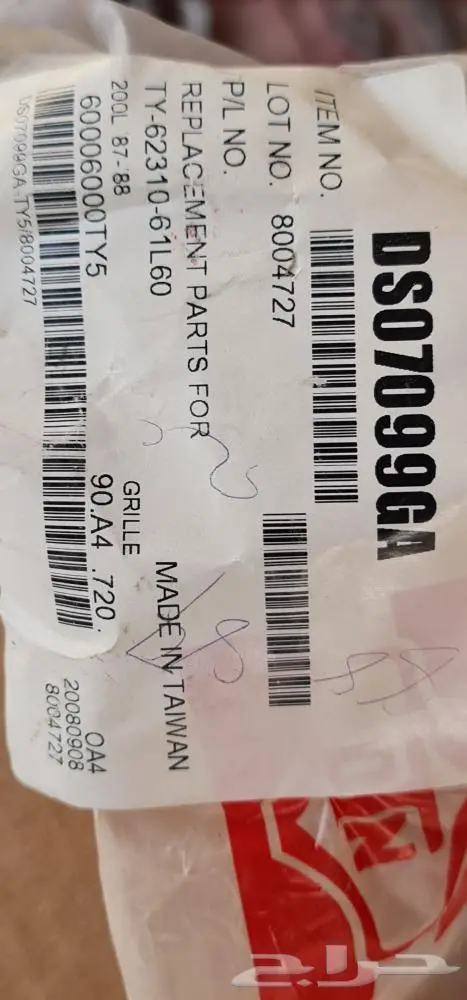 DS07099GA
ITEM NO.
LOT NO. 8004727
P/L NO.
REPLACEMENT PARTS FOR
TY-62310-61L60
MADE IN TAIWAN
200L '87-'88
GRILLE
60006000TY5
90.A4 .720.
DS07099GA-TY5/8004727
OA4
20080908
8004727
حراج